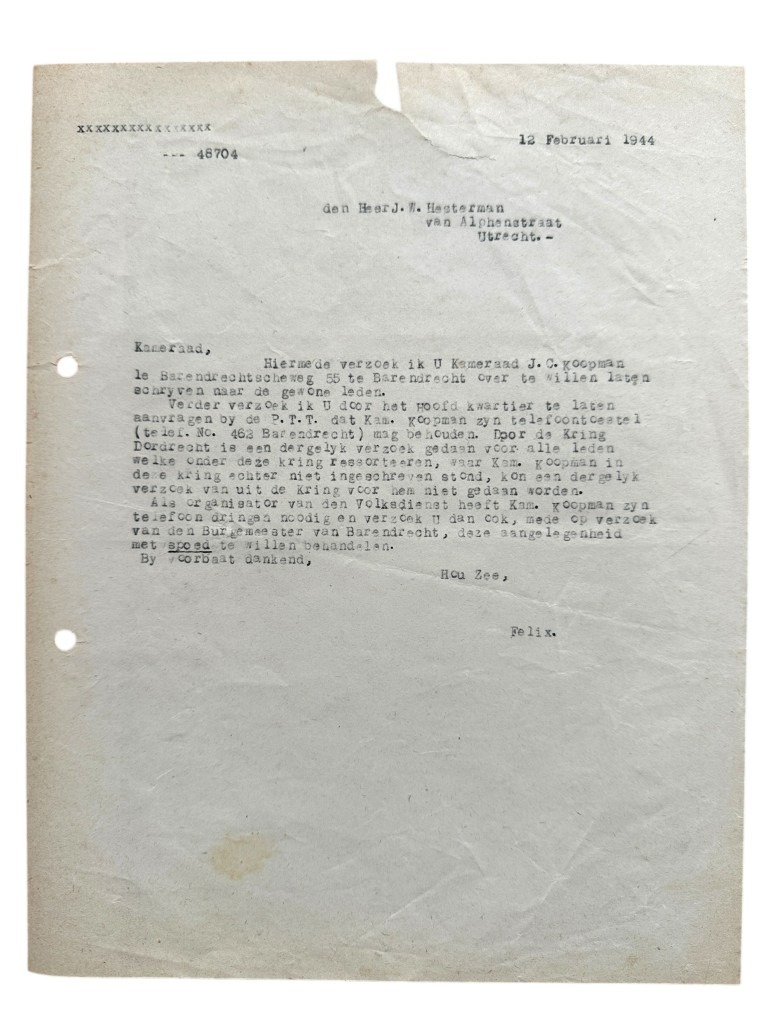 xxxxxxxxxxxxxxxxx
12 Februari 1944
--- 48704
den Heer J.W. Hesterman
van Alphenstraat
Utrecht.-
Kameraad,
Hiermede verzoek ik U Kameraad J.C. Koopman
1e Barendrechtscheweg 55 te Barendrecht over te willen laten
schryven naar de gewone leden.
Verder verzoek ik U door het Hoofd kwartier te laten
aanvragen by de P.T.T. dat Kam. Koopman zyn telefoontoestel
(telef. No. 462 Barendrecht) mag behouden. Door de Kring
Dordrecht is een dergelyk verzoek gedaan voor alle leden
welke onder deze kring ressorteeren, waar Kam. Koopman in
deze kring echter niet ingeschreven stond, kon een dergelyk
verzoek van uit de Kring voor hem niet gedaan worden.
Als organisator van den Volksdienst heeft Kam. Koopman zyn
telefoon dringen noodig en verzoek U dan ook, mede op verzoek
van den Burgemeester van Barendrecht, deze aangelegenheid
met spoed te willen behandelen.
By voorbaat dankend,
Hou Zee,
Felix.